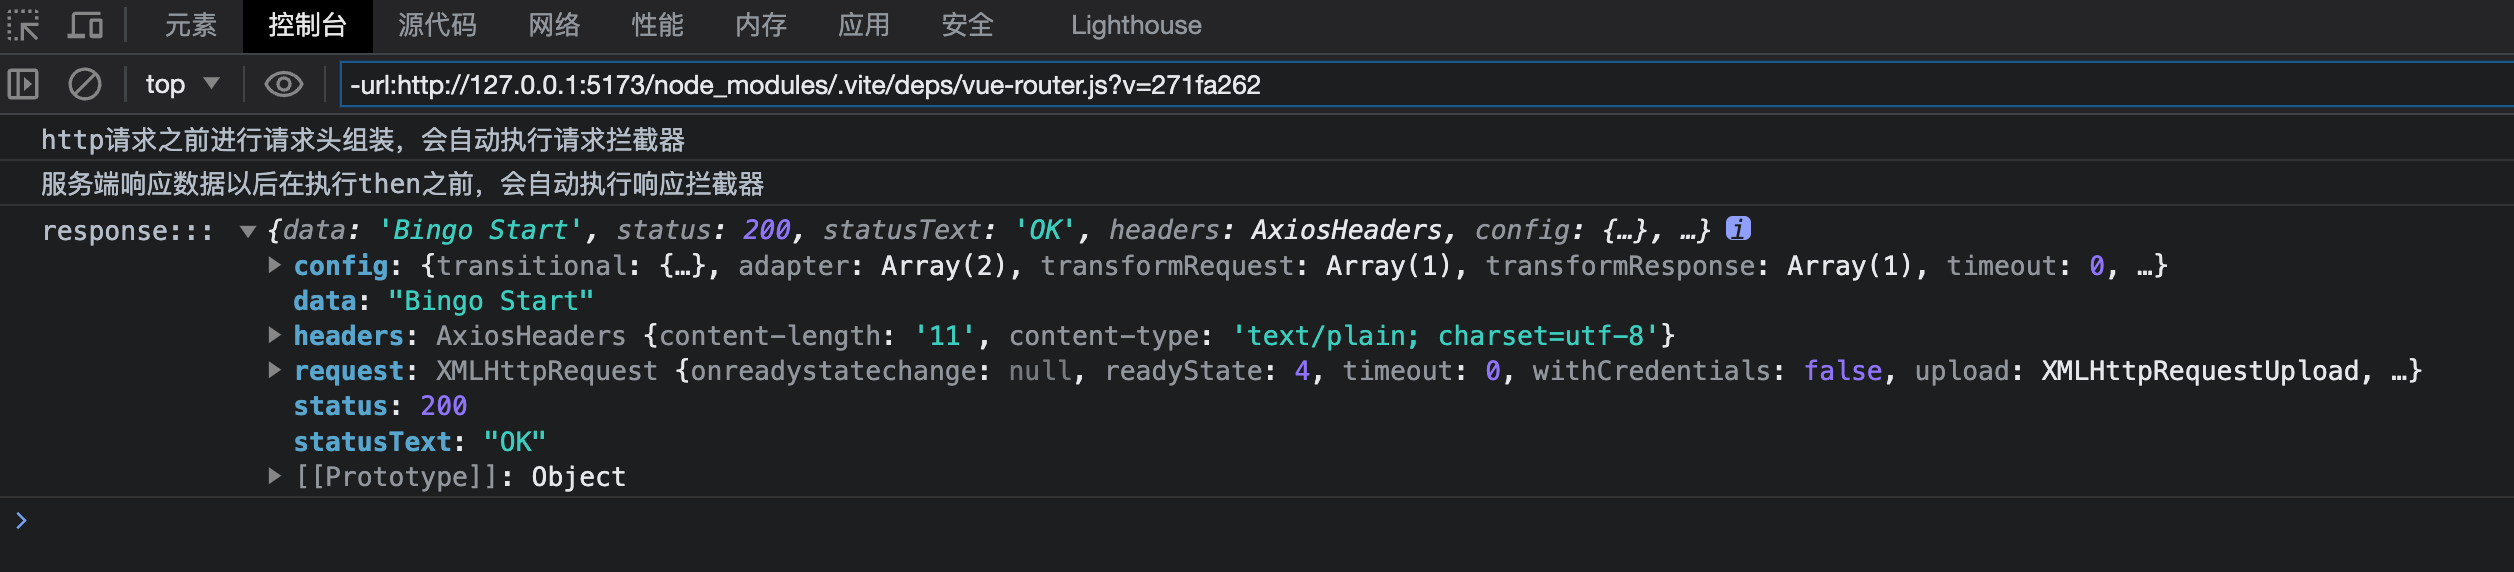 元素 控制台 源代码 网络 性能 内存 应用 安全 Lighthouse
top -url:http://127.0.0.1:5173/node_modules/.vite/deps/vue-router.js?v=271fa262
http请求之前进行请求头组装，会自动执行请求拦截器
服务端响应数据以后在执行then之前，会自动执行响应拦截器
response::: {data: 'Bingo Start', status: 200, statusText: 'OK', headers: AxiosHeaders, config: {…}, …} i
config: {transitional: {…}, adapter: Array(2), transformRequest: Array(1), transformResponse: Array(1), timeout: 0, …}
data: "Bingo Start"
headers: AxiosHeaders {content-length: '11', content-type: 'text/plain; charset=utf-8'}
request: XMLHttpRequest {onreadystatechange: null, readyState: 4, timeout: 0, withCredentials: false, upload: XMLHttpRequestUpload, …}
status: 200
statusText: "OK"
[[Prototype]]: Object